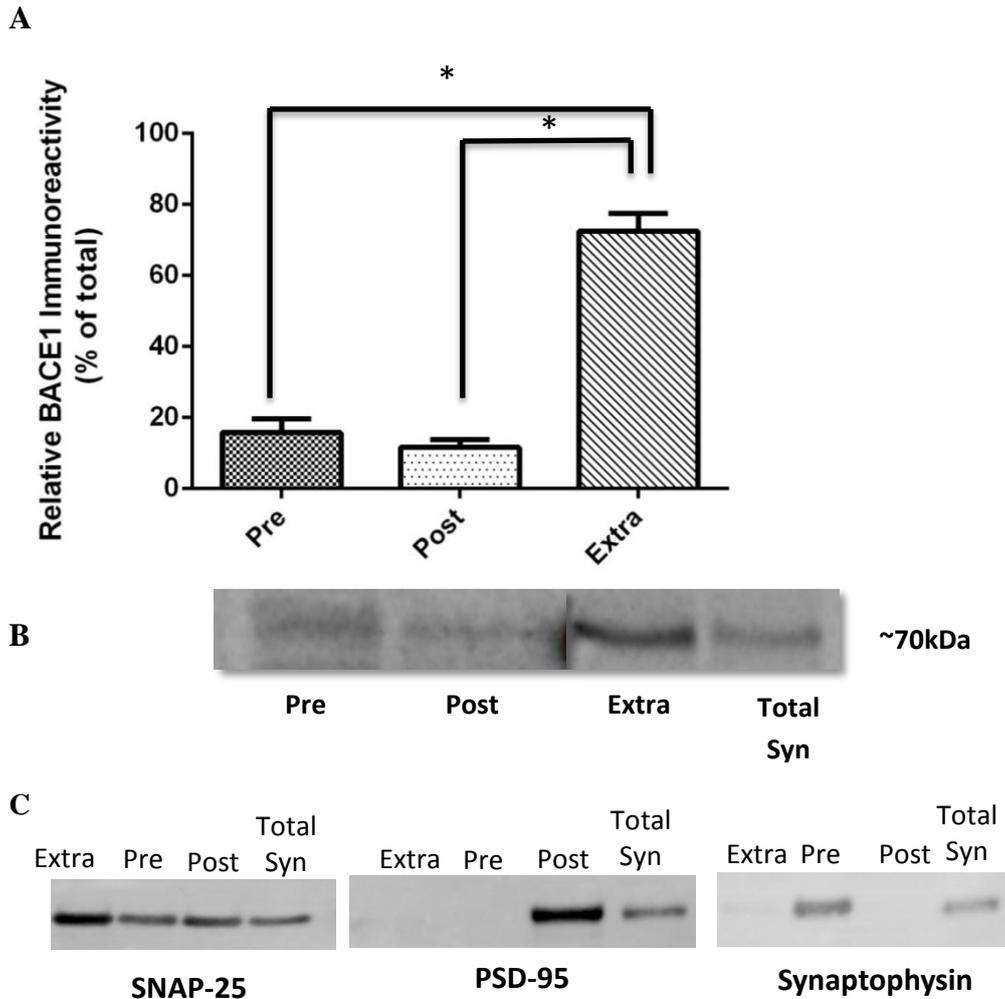 A
*
*
Relative BACE1 Immunoreactivity
(% of total)
100
80
60
40
20
0
Pre
Post
Extra
B
~70kDa
Pre
Post
Extra
Total
Syn
C
Extra
Pre
Post
Total
Syn
SNAP-25
Extra
Pre
Post
Total
Syn
PSD-95
Extra
Pre
Post
Total
Syn
Synaptophysin